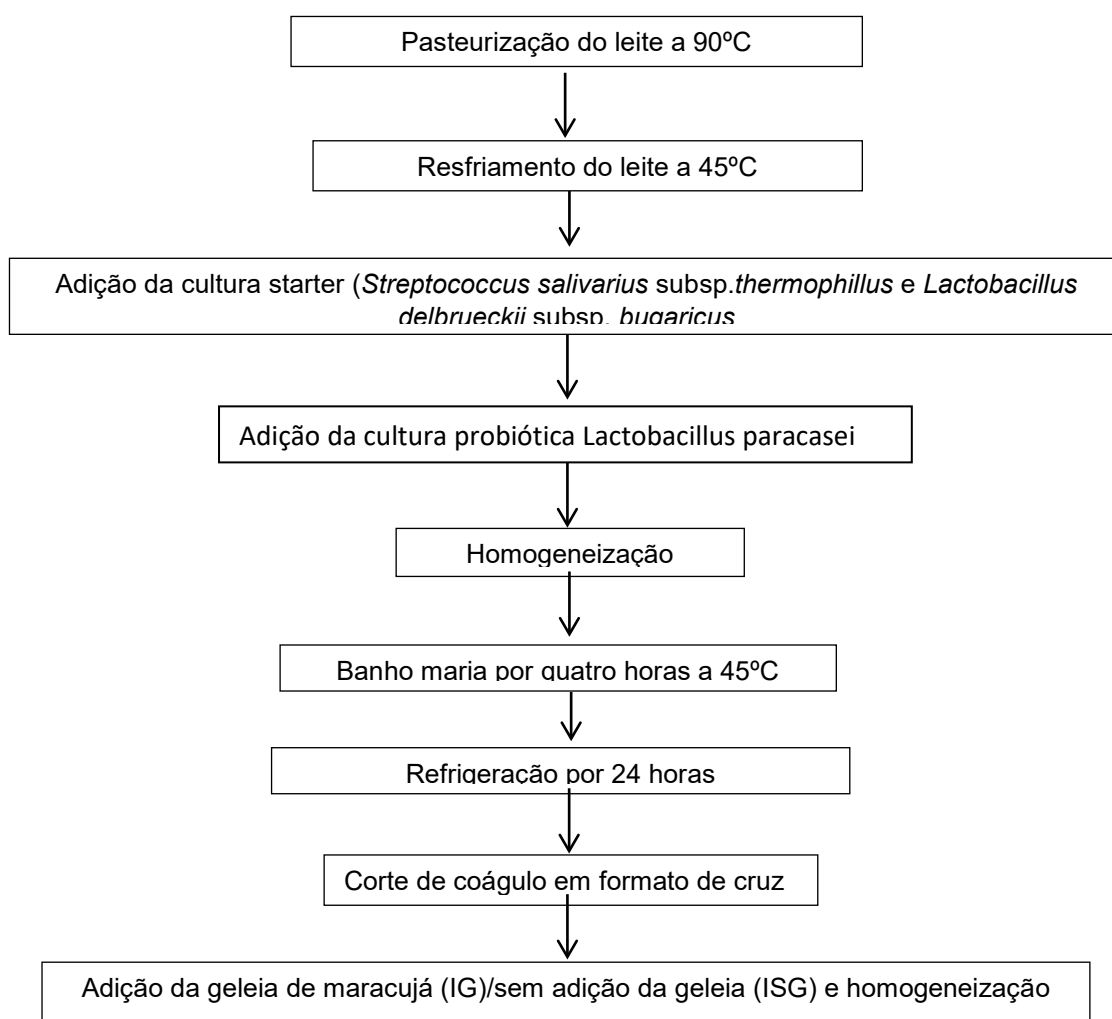 Pasteurização do leite a 90ºC
Resfriamento do leite a 45ºC
Adição da cultura starter (Streptococcus salivarius subsp.thermophillus e Lactobacillus
delbrueckii subsp. bugaricus
Adição da cultura probiótica Lactobacillus paracasei
Homogeneização
Banho maria por quatro horas a 45ºC
Refrigeração por 24 horas
Corte de coágulo em formato de cruz
Adição da geleia de maracujá (IG)/sem adição da geleia (ISG) e homogeneização